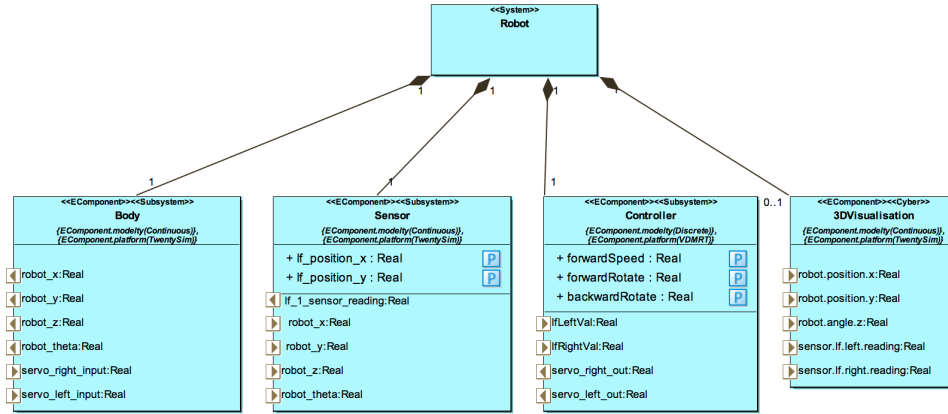 <<System>>
Robot
1
1
1
1
1
1
1
0..1
<<EComponent>><<Subsystem>>
Body
{EComponent.modelty(Continuous)},
{EComponent.platform(TwentySim)}
robot_x:Real
robot_y:Real
robot_z:Real
robot_theta:Real
servo_right_input:Real
servo_left_input:Real
<<EComponent>><<Subsystem>>
Sensor
{EComponent.modelty(Continuous)},
{EComponent.platform(TwentySim)}
+ lf_position_x : Real P
+ lf_position_y : Real P
lf_1_sensor_reading:Real
robot_x:Real
robot_y:Real
robot_z:Real
robot_theta:Real
<<EComponent>><<Subsystem>>
Controller
{EComponent.modelty(Discrete)},
{EComponent.platform(VDMRT)}
+ forwardSpeed : Real P
+ forwardRotate : Real P
+ backwardRotate : Real P
lfLeftVal:Real
lfRightVal:Real
servo_right_out:Real
servo_left_out:Real
<<EComponent>><<Cyber>>
3DVisualisation
{EComponent.modelty(Continuous)},
{EComponent.platform(TwentySim)}
robot.position.x:Real
robot.position.y:Real
robot.angle.z:Real
sensor.lf.left.reading:Real
sensor.lf.right.reading:Real